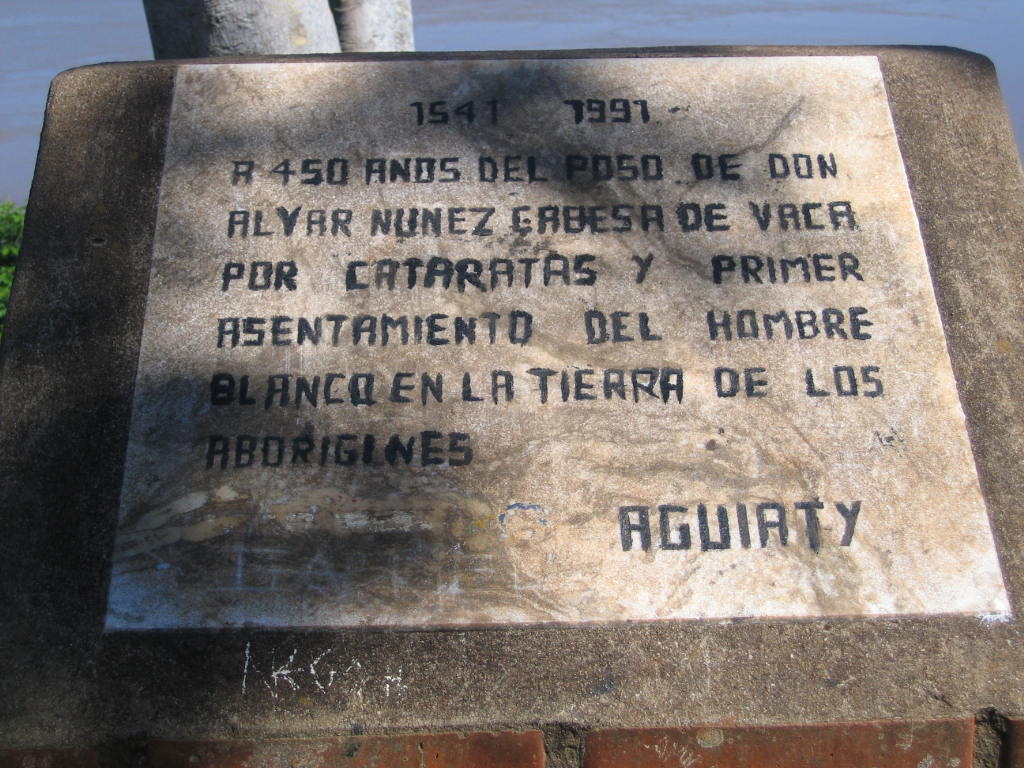 1541 1991
A 450 ANOS DEL POSO DE DON
ALVAR NUNEZ CABESA DE VACA
POR CATARATAS Y PRIMER
ASENTAMIENTO DEL HOMBRE
BLANCO EN LA TIERRA DE LOS
ABORIGINES
AGUIATY